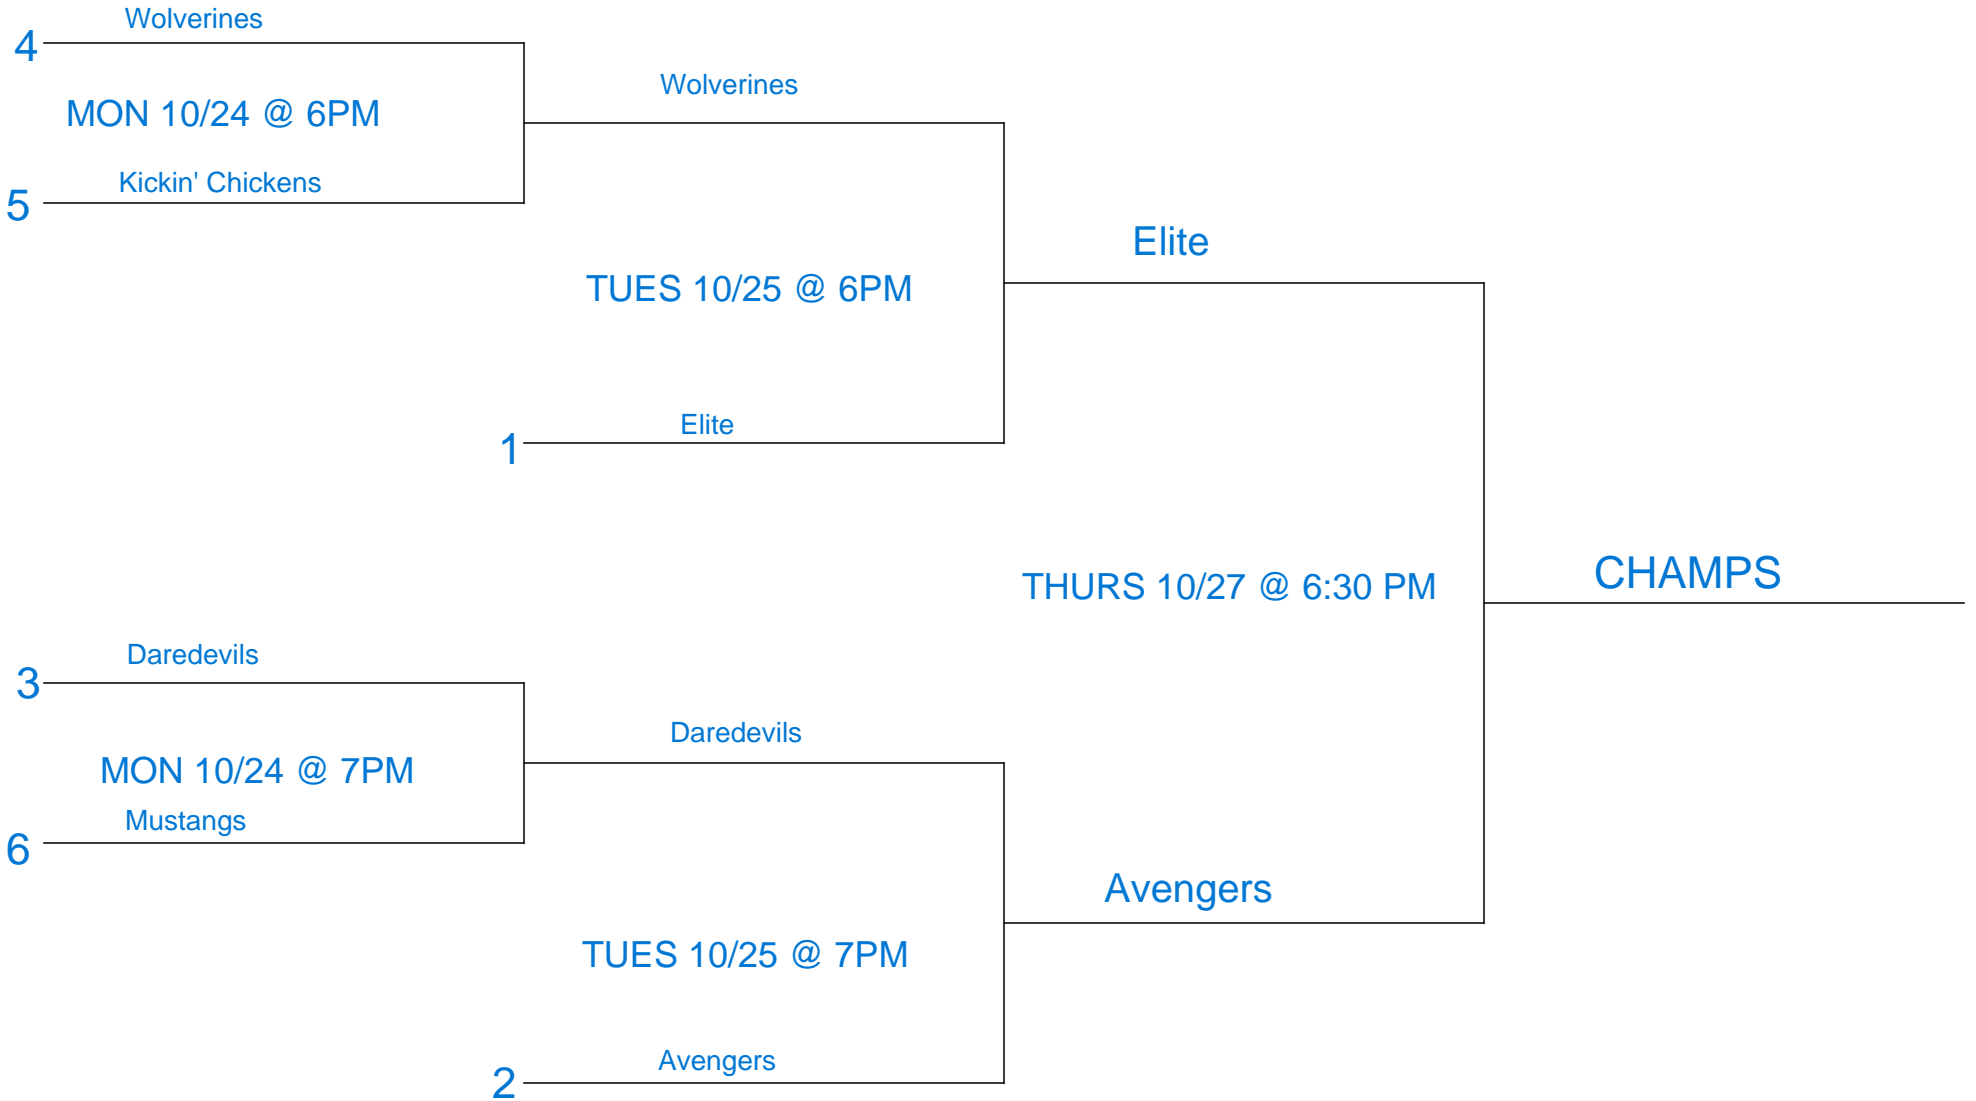 Wolverines
4
Wolverines
MON 10/24 @ 6PM
Kickin' Chickens
5
Elite
TUES 10/25 @ 6PM
Elite
1
CHAMPS
THURS 10/27 @ 6:30 PM
Daredevils
3
Daredevils
MON 10/24 @ 7PM
Mustangs
6
Avengers
TUES 10/25 @ 7PM
Avengers
2